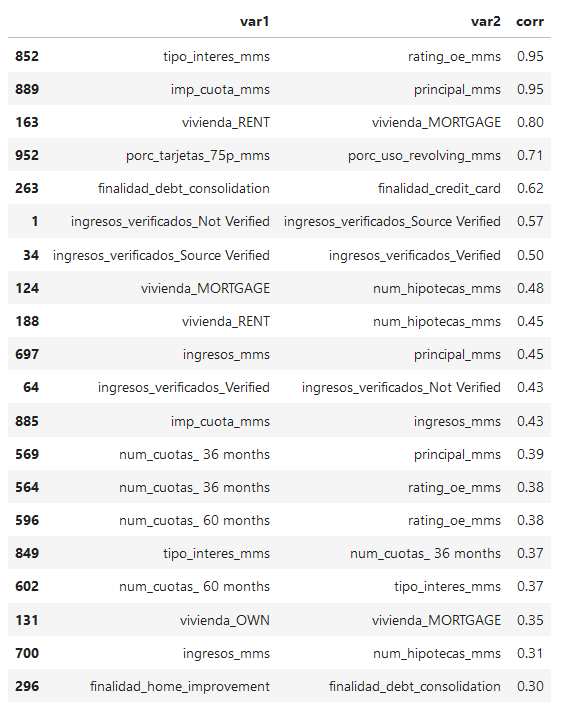 var1 var2 corr
852 tipo_interes_mms rating_oe_mms 0.95
889 imp_cuota_mms principal_mms 0.95
163 vivienda_RENT vivienda_MORTGAGE 0.80
952 porc_tarjetas_75p_mms porc_uso_revolving_mms 0.71
263 finalidad_debt_consolidation finalidad_credit_card 0.62
1 ingresos_verificados_Not Verified ingresos_verificados_Source Verified 0.57
34 ingresos_verificados_Source Verified ingresos_verificados_Verified 0.50
124 vivienda_MORTGAGE num_hipotecas_mms 0.48
188 vivienda_RENT num_hipotecas_mms 0.45
697 ingresos_mms principal_mms 0.45
64 ingresos_verificados_Verified ingresos_verificados_Not Verified 0.43
885 imp_cuota_mms ingresos_mms 0.43
569 num_cuotas_ 36 months principal_mms 0.39
564 num_cuotas_ 36 months rating_oe_mms 0.38
596 num_cuotas_ 60 months rating_oe_mms 0.38
849 tipo_interes_mms num_cuotas_ 36 months 0.37
602 num_cuotas_ 60 months tipo_interes_mms 0.37
131 vivienda_OWN vivienda_MORTGAGE 0.35
700 ingresos_mms num_hipotecas_mms 0.31
296 finalidad_home_improvement finalidad_debt_consolidation 0.30